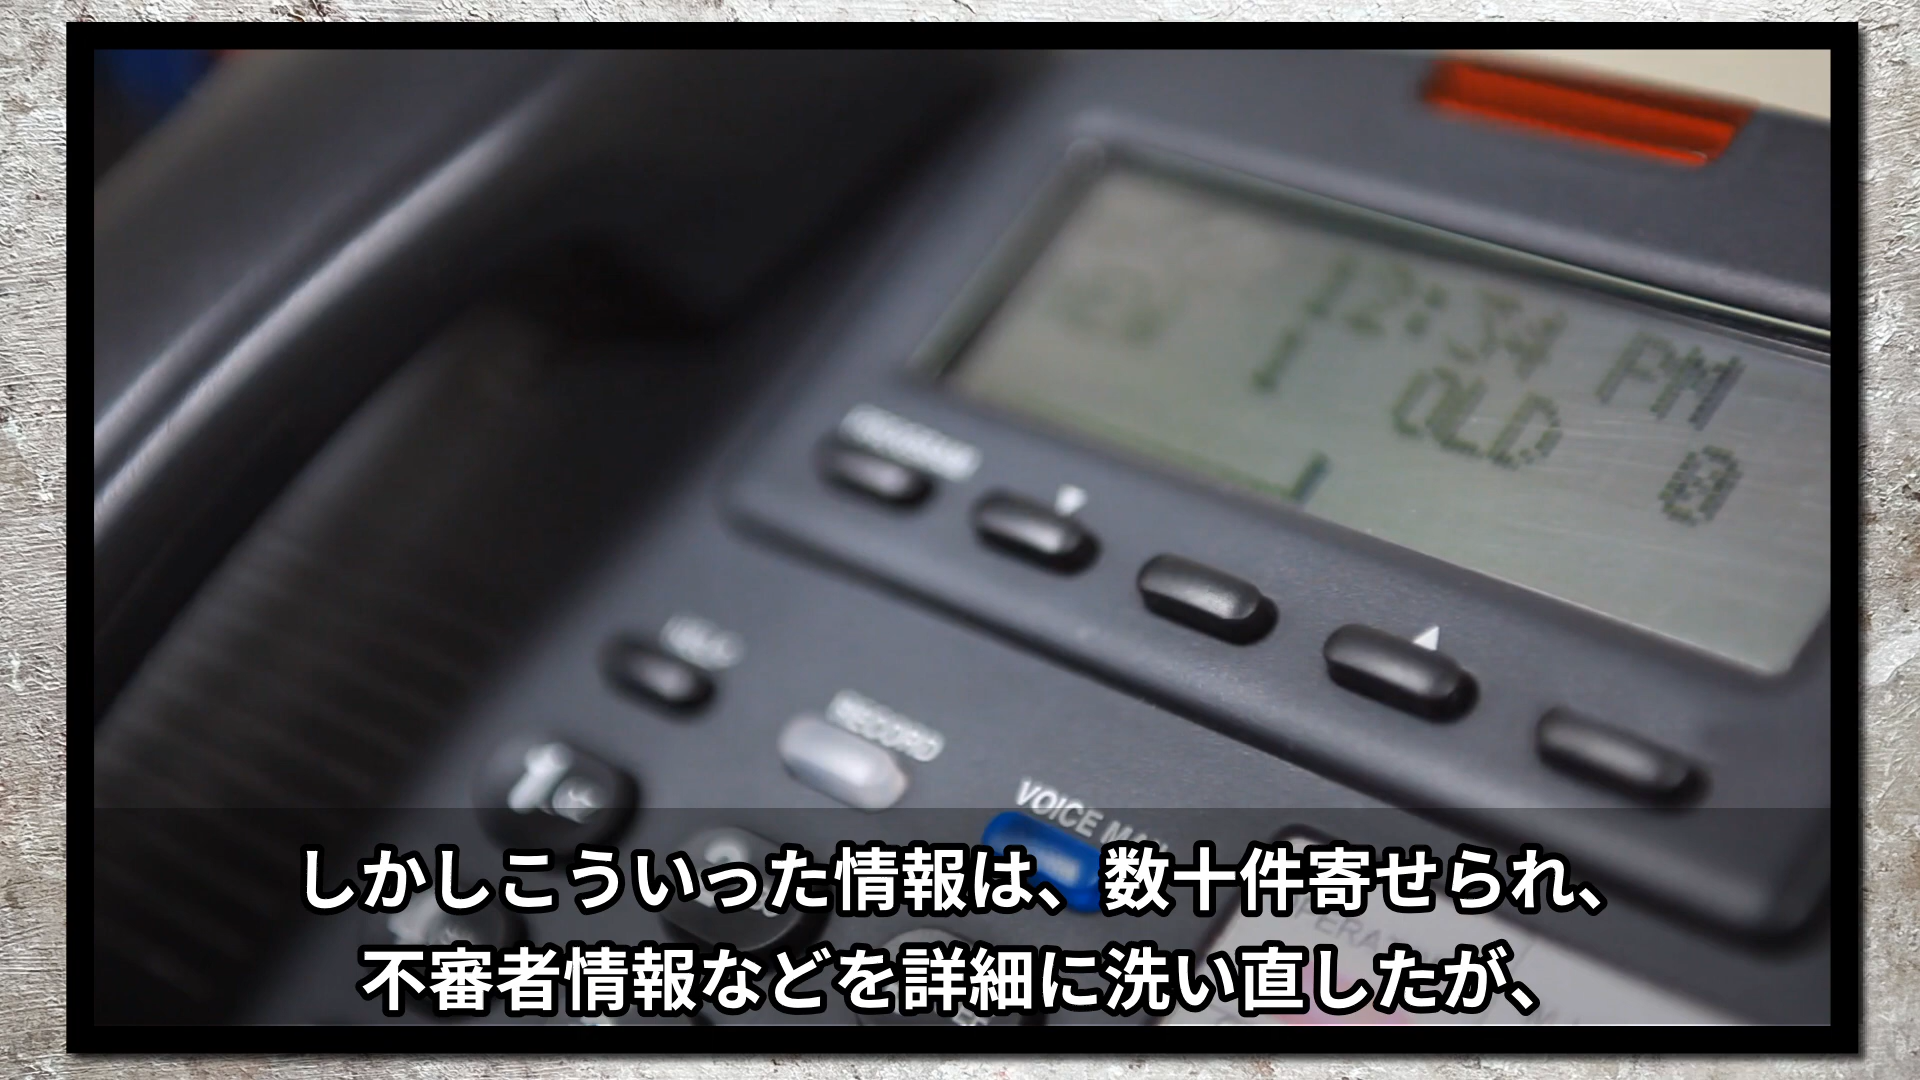 12:34 PM
1 OLD 0
RECORD
VOICE MA
しかしこういった情報は、数十件寄せられ、
不審者情報などを詳細に洗い直したが、